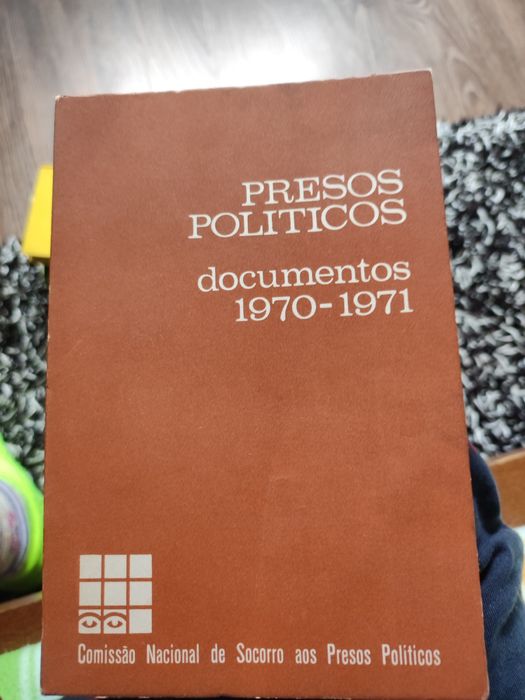 PRESOS
POLITICOS
documentos
1970-1971
Comissão Nacional de Socorro aos Presos Políticos